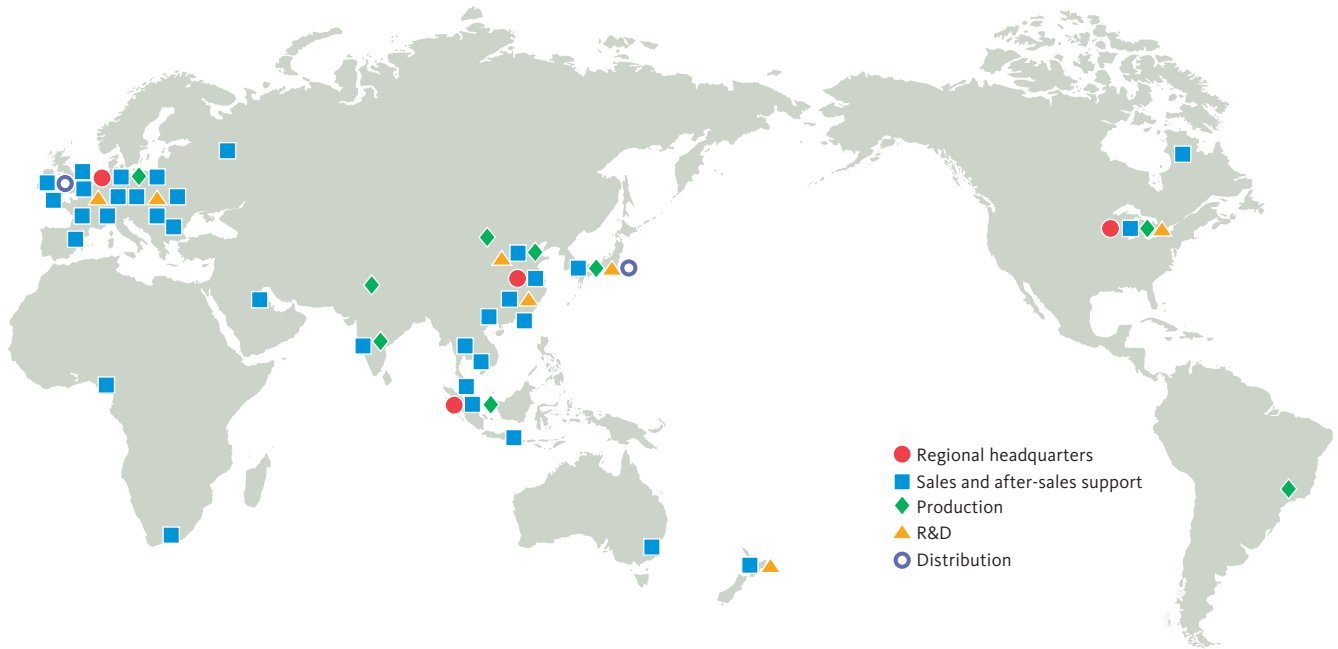 Regional headquarters
Sales and after-sales support
Production
R&D
Distribution